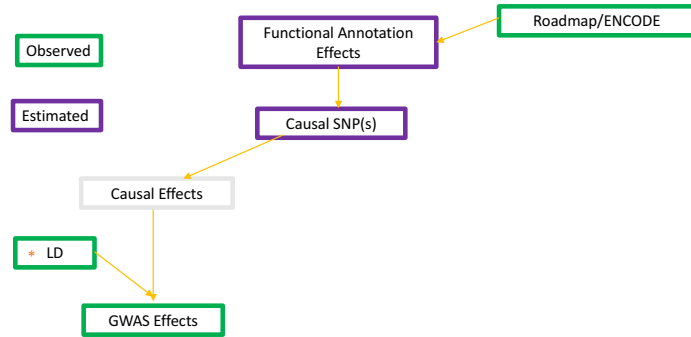 Roadmap/ENCODE
Functional Annotation
Effects
Observed
Estimated
Causal SNP(s)
Causal Effects
* LD
GWAS Effects